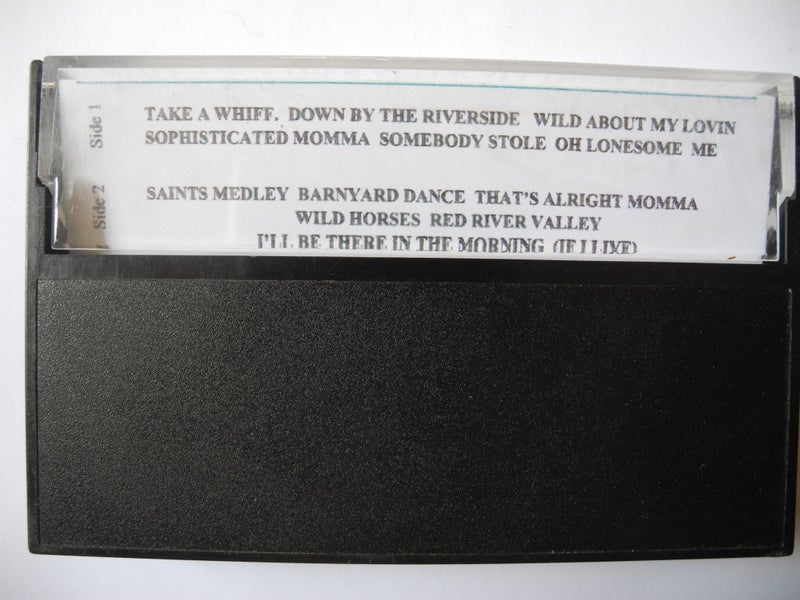 Side 1
TAKE A WHIFF. DOWN BY THE RIVERSIDE WILD ABOUT MY LOVIN
SOPHISTICATED MOMMA SOMEBODY STOLE OH LONESOME ME
Side 2
SAINTS MEDLEY BARNYARD DANCE THAT'S ALRIGHT MOMMA
WILD HORSES RED RIVER VALLEY
I'LL BE THERE IN THE MORNING (IF I LIVE)